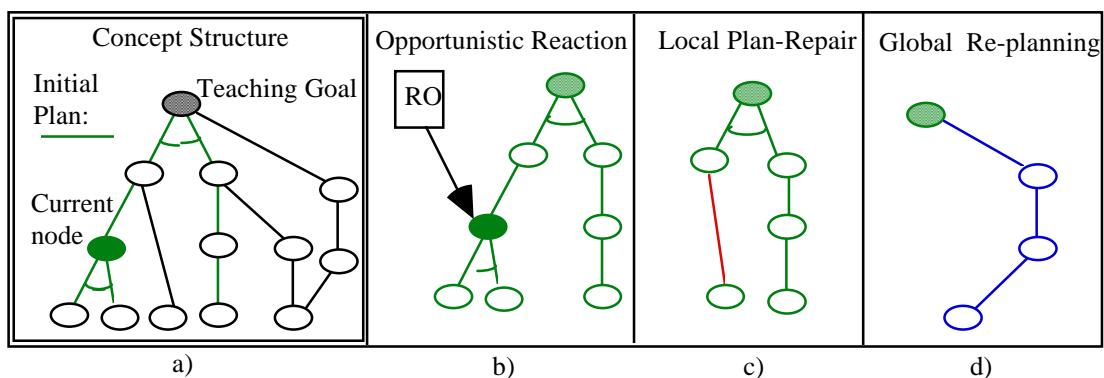 Concept Structure
Initial
Plan:
Teaching Goal
Current
node
a)
Opportunistic Reaction
RO
b)
Local Plan-Repair
c)
Global Re-planning
d)